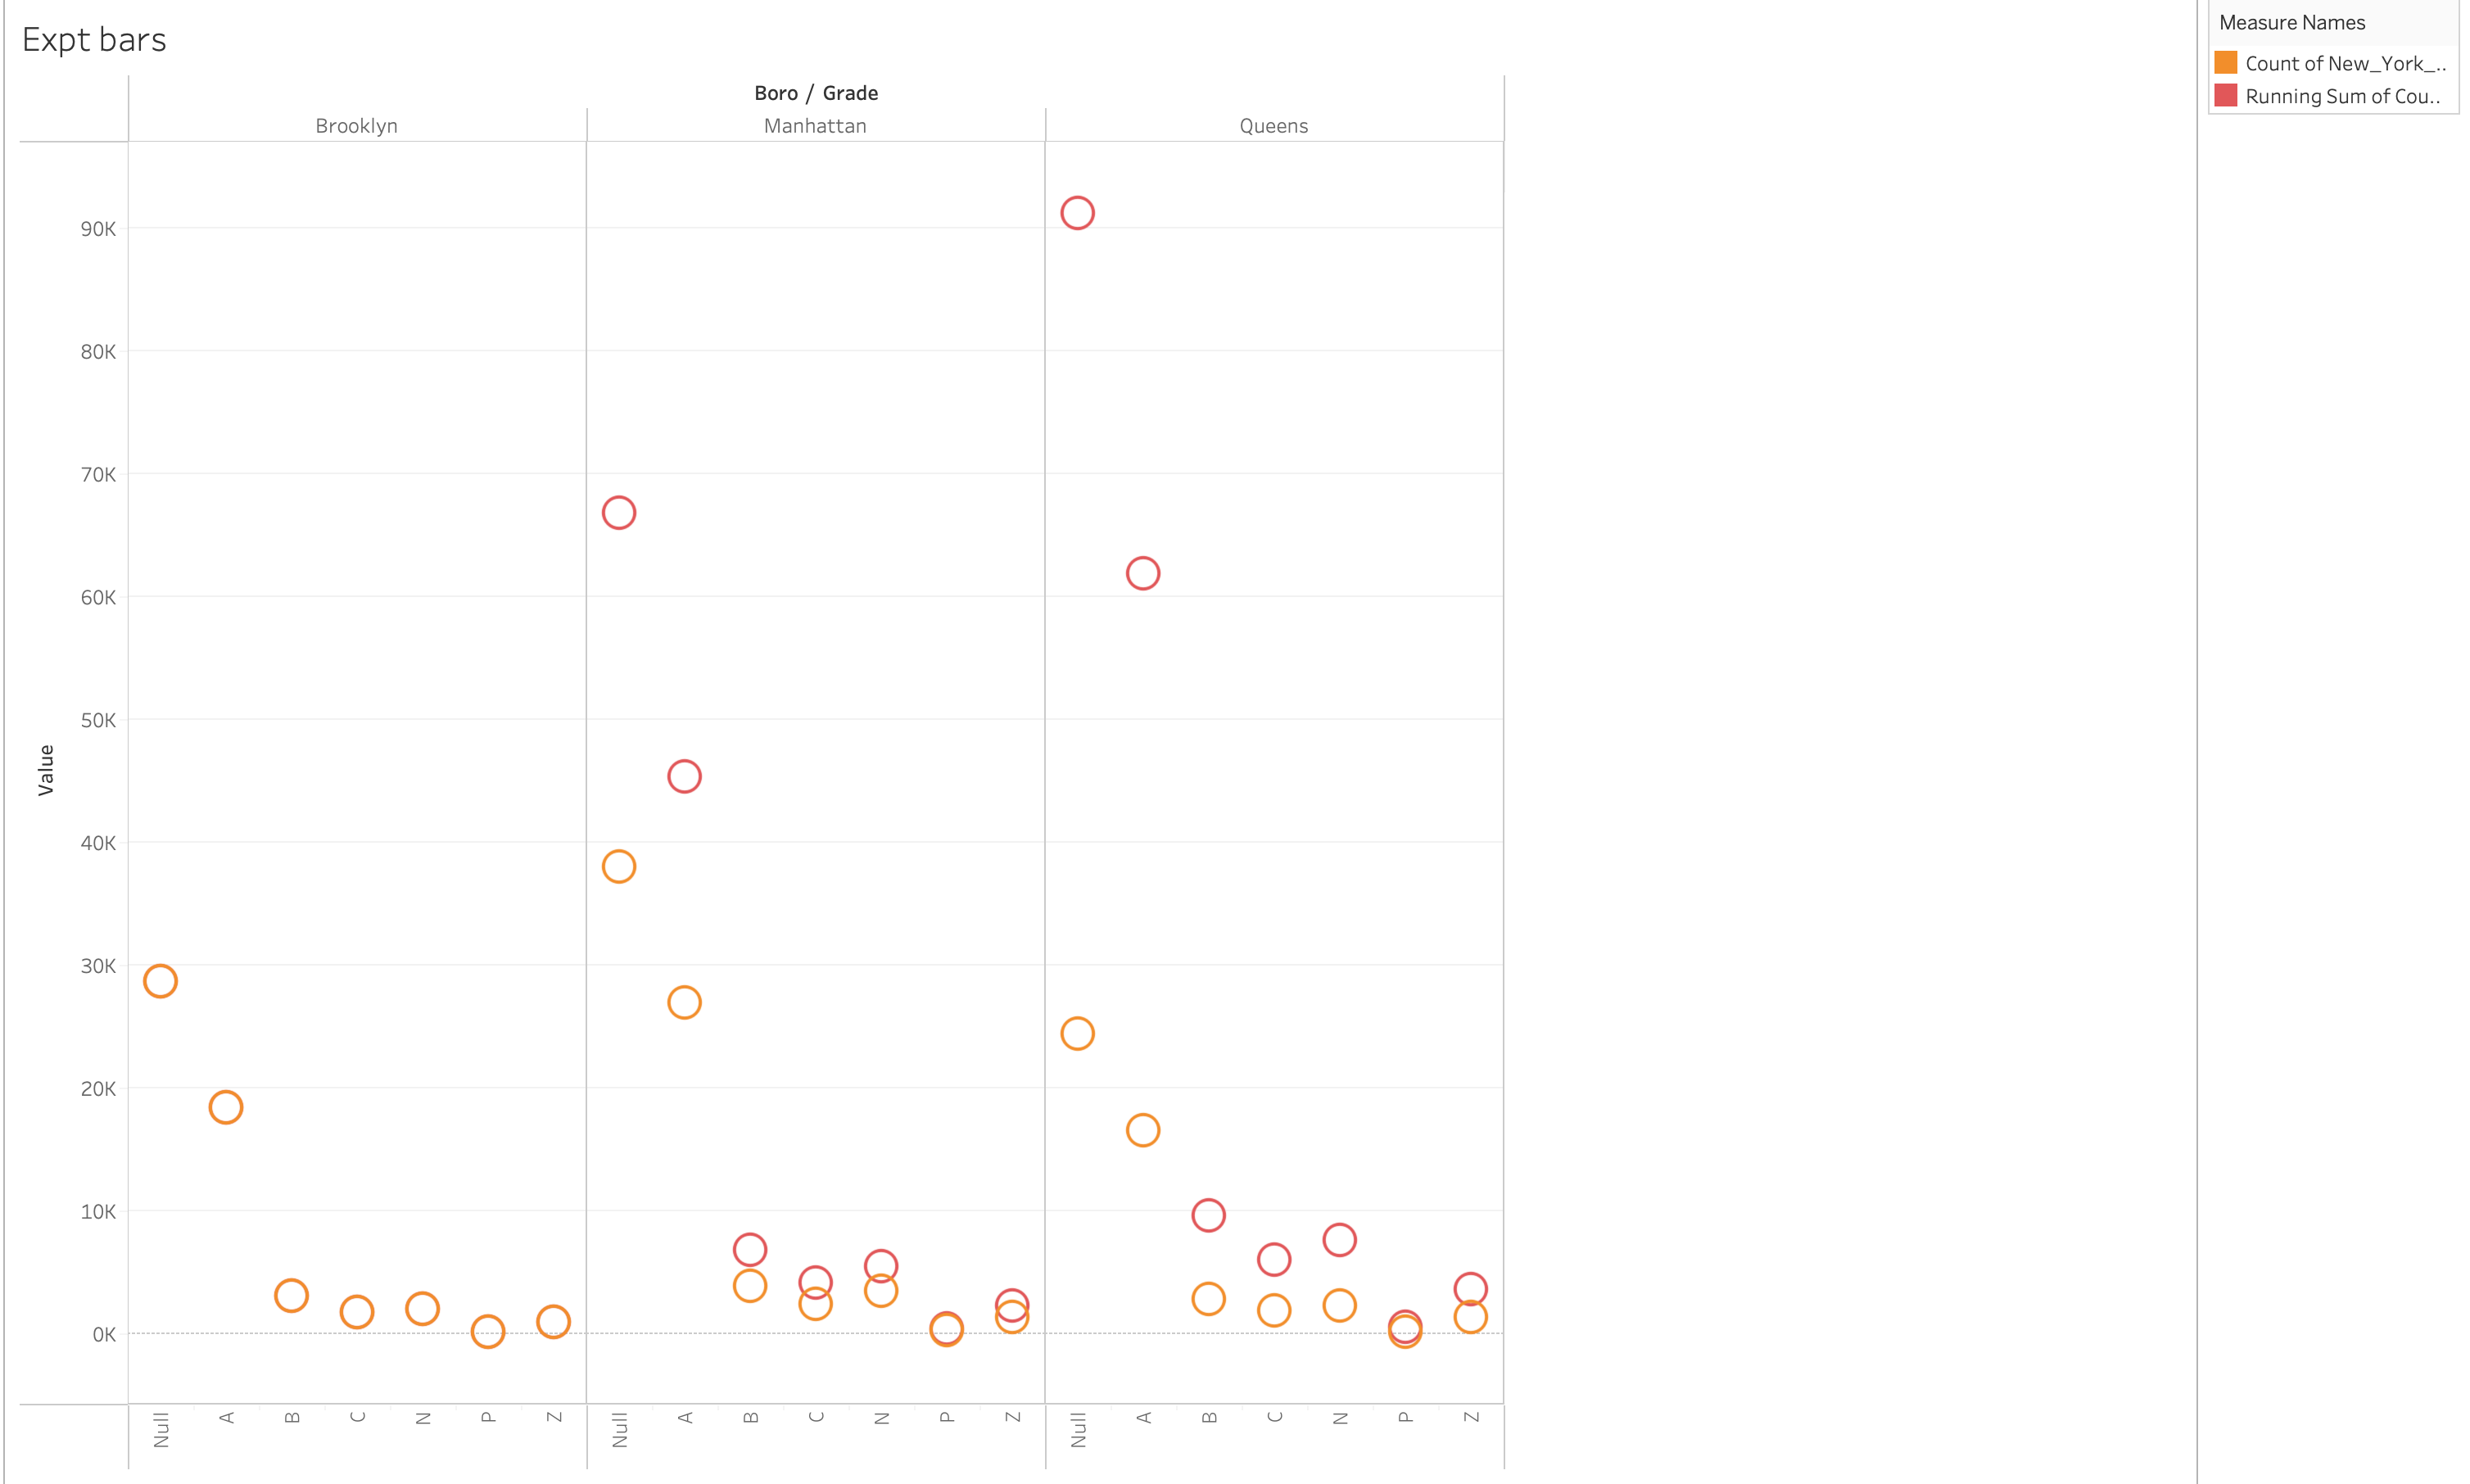 Expt bars
Measure Names
Count of New_York_..
Running Sum of Cou..
Boro / Grade
Brooklyn Manhattan Queens
90K
80K
70K
60K
50K
40K
30K
20K
10K
0K
Value
Null A B C N P Z Null A B C N P Z Null A B C N P Z